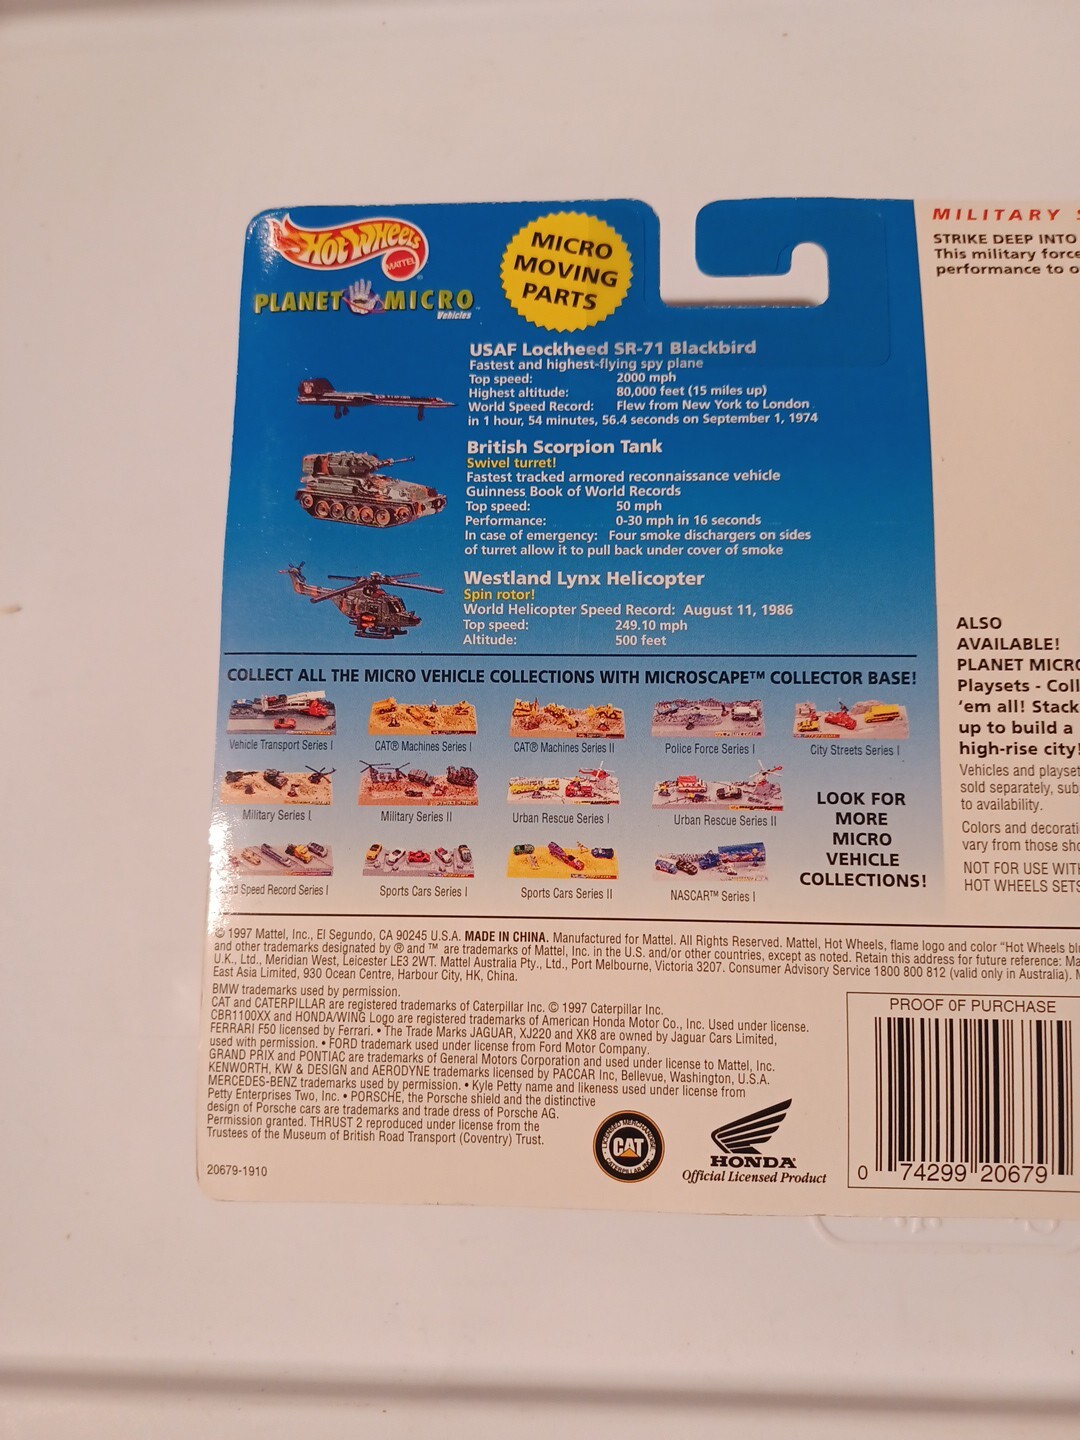 Hot Wheels
MATTEL
PLANET MICRO
Vehicles
MICRO
MOVING
PARTS
USAF Lockheed SR-71 Blackbird
Fastest and highest-flying spy plane
Top speed: 2000 mph
Highest altitude: 80,000 feet (15 miles up)
World Speed Record: Flew from New York to London
in 1 hour, 54 minutes, 56.4 seconds on September 1, 1974
British Scorpion Tank
Swivel turret!
Fastest tracked armored reconnaissance vehicle
Guinness Book of World Records
Top speed: 50 mph
Performance: 0-30 mph in 16 seconds
In case of emergency: Four smoke dischargers on sides
of turret allow it to pull back under cover of smoke
Westland Lynx Helicopter
Spin rotor!
World Helicopter Speed Record: August 11, 1986
Top speed: 249.10 mph
Altitude: 500 feet
COLLECT ALL THE MICRO VEHICLE COLLECTIONS WITH MICROSCAPE™ COLLECTOR BASE!
Vehicle Transport Series I
CAT® Machines Series I
CAT® Machines Series II
Police Force Series I
City Streets Series I
Military Series I
Military Series II
Urban Rescue Series I
Urban Rescue Series II
Speed Record Series I
Sports Cars Series I
Sports Cars Series II
NASCAR™ Series I
LOOK FOR
MORE
MICRO
VEHICLE
COLLECTIONS!
MILITARY
STRIKE DEEP INTO
This military force
performance to
ALSO
AVAILABLE!
PLANET MICRO
Playsets - Coll
'em all! Stack
up to build a
high-rise city!
Vehicles and playset
sold separately, sub
to availability.
Colors and decorati
vary from those sho
NOT FOR USE WITH
HOT WHEELS SETS
© 1997 Mattel, Inc., El Segundo, CA 90245 U.S.A. MADE IN CHINA. Manufactured for Mattel. All Rights Reserved. Mattel, Hot Wheels, flame logo and color "Hot Wheels bl
and other trademarks designated by ® and ™ are trademarks of Mattel, Inc. in the U.S. and/or other countries, except as noted. Retain this address for future reference: Ma
U.K., Ltd., Meridian West, Leicester LE3 2WT. Mattel Australia Pty., Ltd., Port Melbourne, Victoria 3207. Consumer Advisory Service 1800 800 812 (valid only in Australia). M
East Asia Limited, 930 Ocean Centre, Harbour City, HK, China.
BMW trademarks used by permission.
CAT and CATERPILLAR are registered trademarks of Caterpillar Inc. © 1997 Caterpillar Inc.
CBR1100XX and HONDA/WING Logo are registered trademarks of American Honda Motor Co., Inc. Used under license.
FERRARI F50 licensed by Ferrari. • The Trade Marks JAGUAR, XJ220 and XK8 are owned by Jaguar Cars Limited,
used with permission. • FORD trademark used under license from Ford Motor Company.
GRAND PRIX and PONTIAC are trademarks of General Motors Corporation and used under license to Mattel, Inc.
KENWORTH, KW & DESIGN and AERODYNE trademarks licensed by PACCAR Inc, Bellevue, Washington, U.S.A.
MERCEDES-BENZ trademarks used by permission. • Kyle Petty name and likeness used under license from
Petty Enterprises Two, Inc. • PORSCHE, the Porsche shield and the distinctive
design of Porsche cars are trademarks and trade dress of Porsche AG.
Permission granted. THRUST 2 reproduced under license from the
Trustees of the Museum of British Road Transport (Coventry) Trust.
20679-1910
LICENSED MERCHANDISE
CAT
CATERPILLAR INC.
HONDA
Official Licensed Product
PROOF OF PURCHASE
0 74299 20679